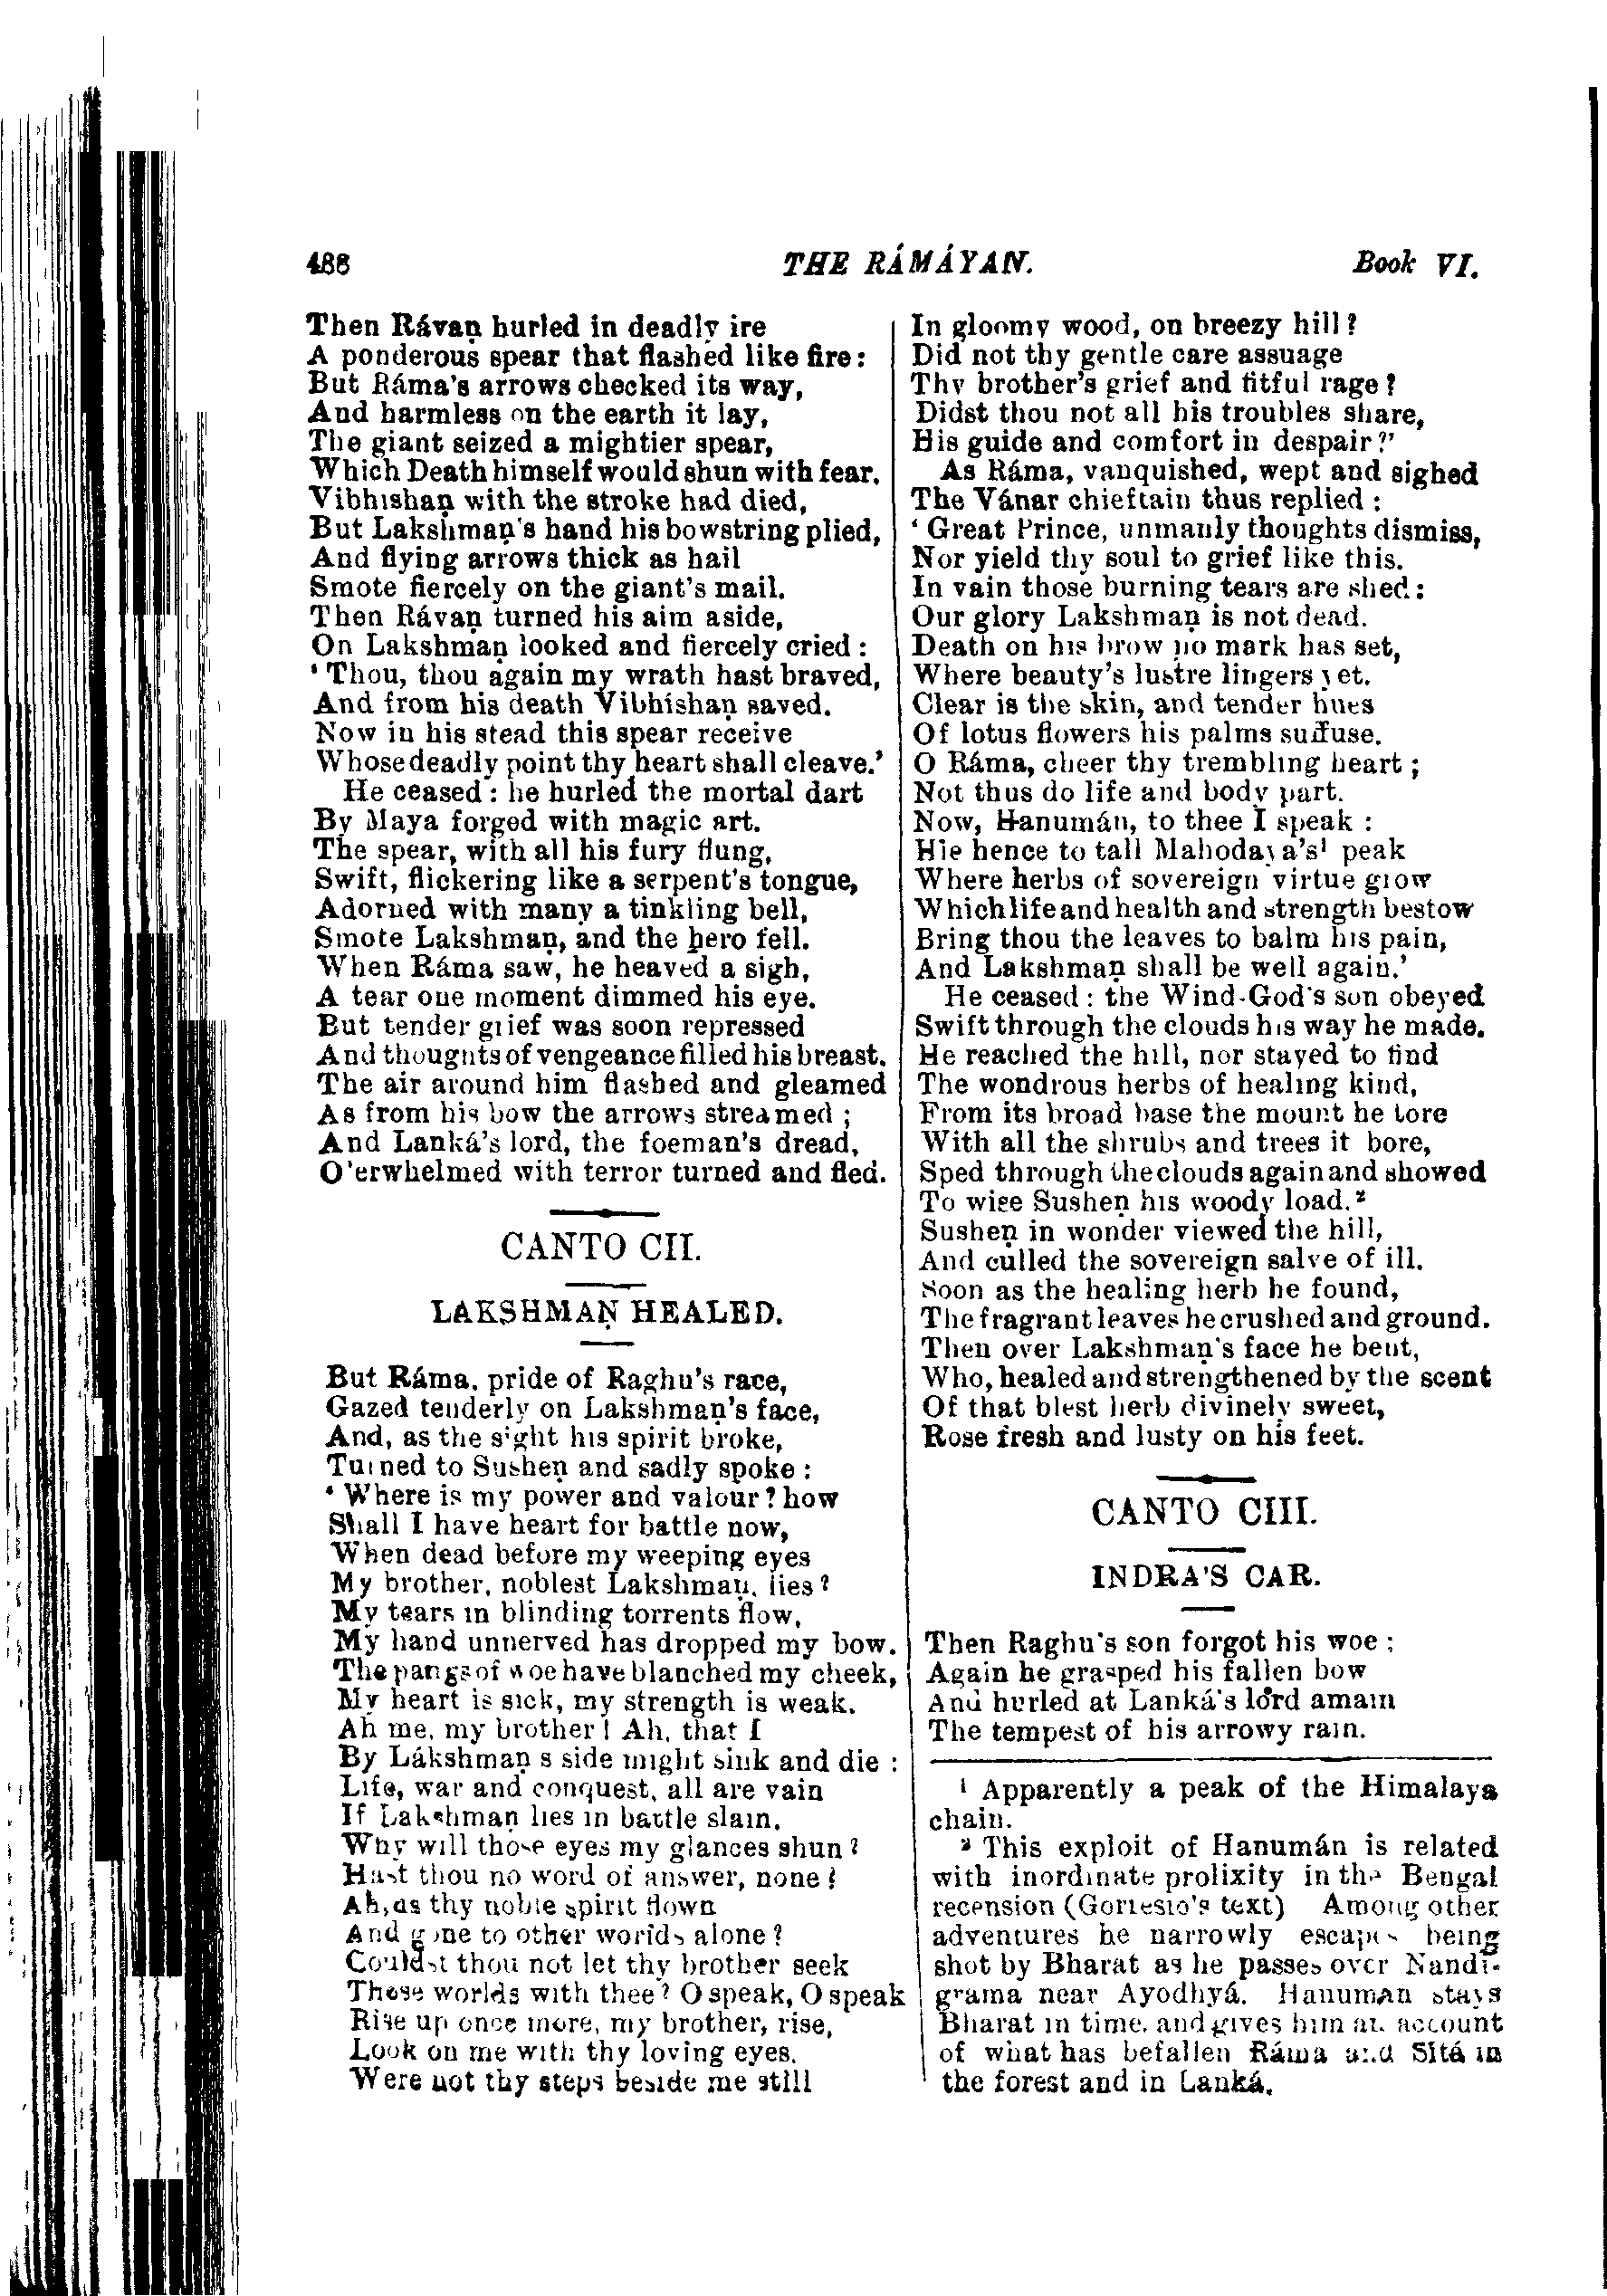 488
THE RÁMÁYAN.
Book VI.
Then Rávaṇ hurled in deadly ire
A ponderous spear that flashed like fire:
But Ráma's arrows checked its way,
And harmless on the earth it lay,
The giant seized a mightier spear,
Which Death himself would shun with fear.
Vibhishaṇ with the stroke had died,
But Lakshmaṇ's hand his bowstring plied,
And flying arrows thick as hail
Smote fiercely on the giant's mail.
Then Rávaṇ turned his aim aside,
On Lakshmaṇ looked and fiercely cried:
'Thou, thou again my wrath hast braved,
And from his death Vibhíshaṇ saved.
Now in his stead this spear receive
Whose deadly point thy heart shall cleave.'
He ceased: he hurled the mortal dart
By Maya forged with magic art.
The spear, with all his fury flung,
Swift, flickering like a serpent's tongue,
Adorned with many a tinkling bell,
Smote Lakshmaṇ, and the hero fell.
When Ráma saw, he heaved a sigh,
A tear one moment dimmed his eye.
But tender grief was soon repressed
And thoughts of vengeance filled his breast.
The air around him flashed and gleamed
As from his bow the arrows streamed;
And Lanká's lord, the foeman's dread,
O'erwhelmed with terror turned and fled.
CANTO CII.
LAKSHMAṆ HEALED.
But Ráma, pride of Raghu's race,
Gazed tenderly on Lakshmaṇ's face,
And, as the sight his spirit broke,
Turned to Susheṇ and sadly spoke:
'Where is my power and valour? how
Shall I have heart for battle now,
When dead before my weeping eyes
My brother, noblest Lakshmaṇ, lies?
My tears in blinding torrents flow,
My hand unnerved has dropped my bow.
The pangs of woe have blanched my cheek,
My heart is sick, my strength is weak.
Ah me, my brother! Ah, that I
By Lákshmaṇ s side might sink and die:
Life, war and conquest, all are vain
If Lakshmaṇ lies in battle slain.
Why will those eyes my glances shun?
Hast thou no word of answer, none?
Ah, as thy noble spirit flown
And gone to other worlds alone?
Couldst thou not let thy brother seek
Those worlds with thee? O speak, O speak
Rise up once more, my brother, rise,
Look on me with thy loving eyes.
Were not thy steps beside me still
In gloomy wood, on breezy hill?
Did not thy gentle care assuage
Thy brother's grief and fitful rage?
Didst thou not all his troubles share,
His guide and comfort in despair?'
As Ráma, vanquished, wept and sighed
The Vánar chieftain thus replied:
'Great Prince, unmanly thoughts dismiss,
Nor yield thy soul to grief like this.
In vain those burning tears are shed:
Our glory Lakshmaṇ is not dead.
Death on his brow no mark has set,
Where beauty's lustre lingers yet.
Clear is the skin, and tender hues
Of lotus flowers his palms suffuse.
O Ráma, cheer thy trembling heart;
Not thus do life and body part.
Now, Hanumán, to thee I speak:
Hie hence to tall Mahodaya's¹ peak
Where herbs of sovereign virtue grow
Which life and health and strength bestow
Bring thou the leaves to balm his pain,
And Lakshmaṇ shall be well again.'
He ceased: the Wind-God's son obeyed
Swift through the clouds his way he made.
He reached the hill, nor stayed to find
The wondrous herbs of healing kind,
From its broad base the mount he tore
With all the shrubs and trees it bore,
Sped through the clouds again and showed
To wise Susheṇ his woody load.²
Susheṇ in wonder viewed the hill,
And culled the sovereign salve of ill.
Soon as the healing herb he found,
The fragrant leaves he crushed and ground.
Then over Lakshmaṇ's face he bent,
Who, healed and strengthened by the scent
Of that blest herb divinely sweet,
Rose fresh and lusty on his feet.
CANTO CIII.
INDRA'S CAR.
Then Raghu's son forgot his woe:
Again he grasped his fallen bow
And hurled at Lanká's lord amain
The tempest of his arrowy rain.
¹ Apparently a peak of the Himalaya
chain.
² This exploit of Hanumán is related
with inordinate prolixity in the Bengal
recension (Gorresio's text) Among other
adventures he narrowly escapes being
shot by Bharat as he passes over Nandi-
grama near Ayodhyá. Hanuman stays
Bharat in time, and gives him an account
of what has befallen Ráma and Sítá in
the forest and in Lanká.